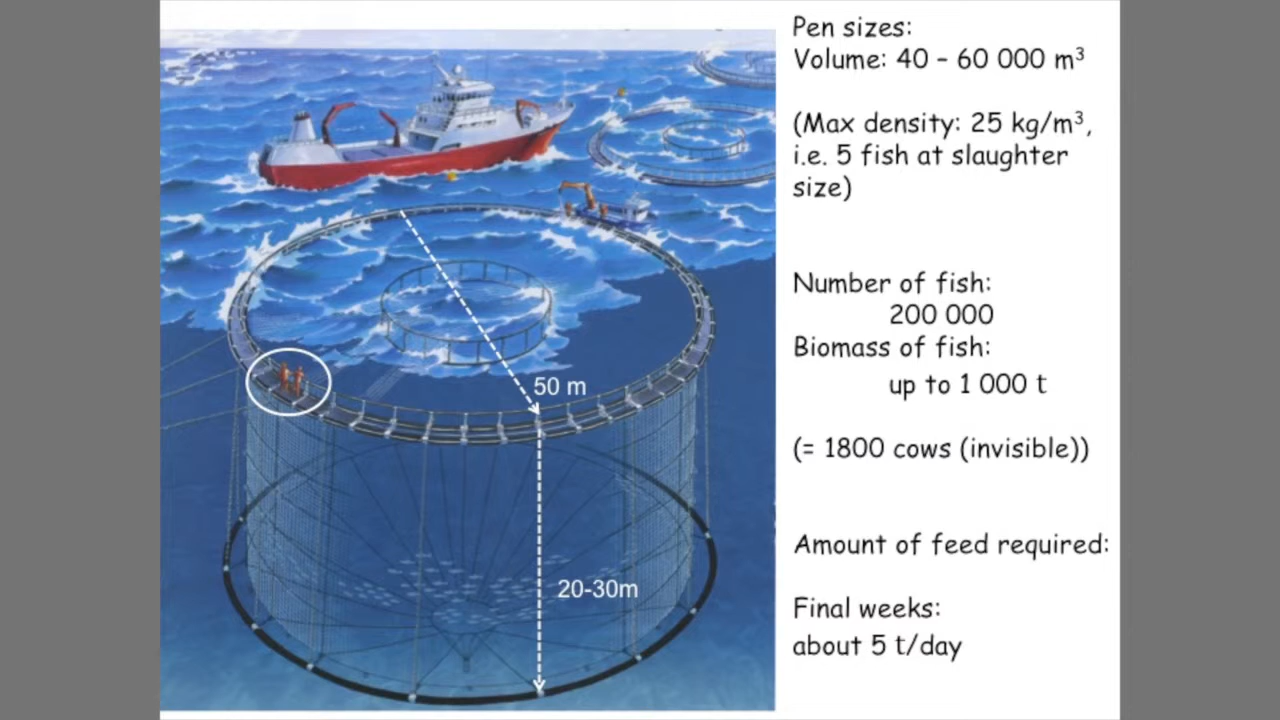 Pen sizes:
Volume: 40 – 60 000 m³
(Max density: 25 kg/m³,
i.e. 5 fish at slaughter
size)
Number of fish:
200 000
Biomass of fish:
up to 1 000 t
(= 1800 cows (invisible))
Amount of feed required:
Final weeks:
about 5 t/day
50 m
20-30m